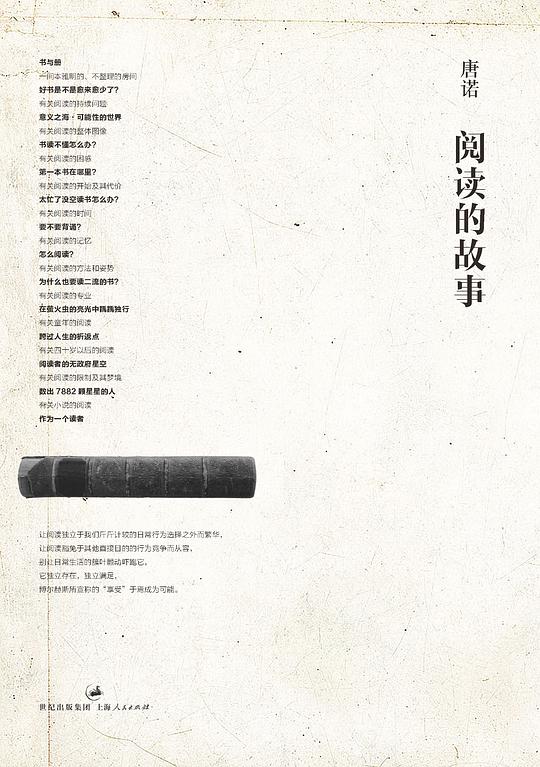 唐诺
阅读的故事
书与册
一间本雅明的、不整理的房间
好书是不是愈来愈少了？
有关阅读的持续问题
意义之海·可能性的世界
有关阅读的整体图像
书读不懂怎么办？
有关阅读的困惑
第一本书在哪里？
有关阅读的开始及其代价
太忙了没空读书怎么办？
有关阅读的时间
要不要背诵？
有关阅读的记忆
怎么阅读？
有关阅读的方法和姿势
为什么也要读二流的书？
有关阅读的专业
在萤火虫的亮光中踽踽独行
有关童年的阅读
跨过人生的折返点
有关四十岁以后的阅读
阅读者的无政府星空
有关阅读的限制及其梦境
数出 7882 颗星星的人
有关小说的阅读
作为一个读者
让阅读独立于我们斤斤计较的日常行为选择之外而繁华，
让阅读豁免于其他直接目的的行为竞争而从容，
别让日常生活的簇叶颤动吓跑它，
它独立存在，独立满足，
博尔赫斯所宣称的“享受”于焉成为可能。
世纪出版集团 上海人民出版社